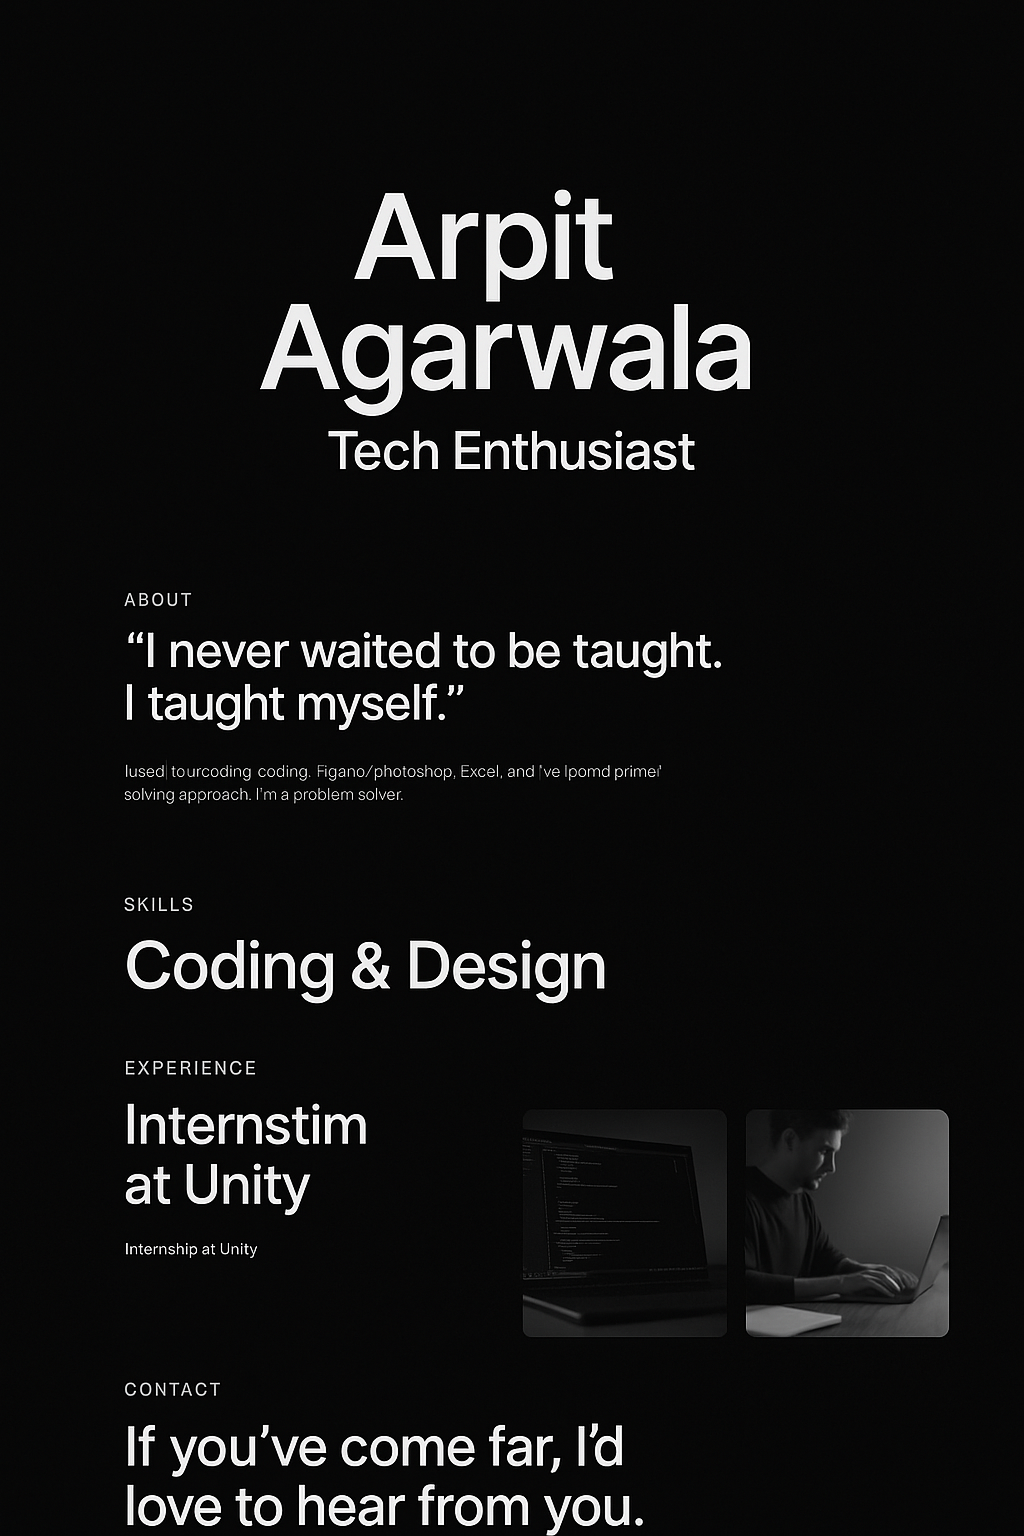 Arpit
Agarwala
Tech Enthusiast
ABOUT
“I never waited to be taught.
I taught myself.”
lused tourcoding coding. Figano/photoshop, Excel, and 've lpomd primer'
solving approach. I'm a problem solver.
SKILLS
Coding & Design
EXPERIENCE
Internstim
at Unity
Internship at Unity
CONTACT
If you’ve come far, I’d
love to hear from you.